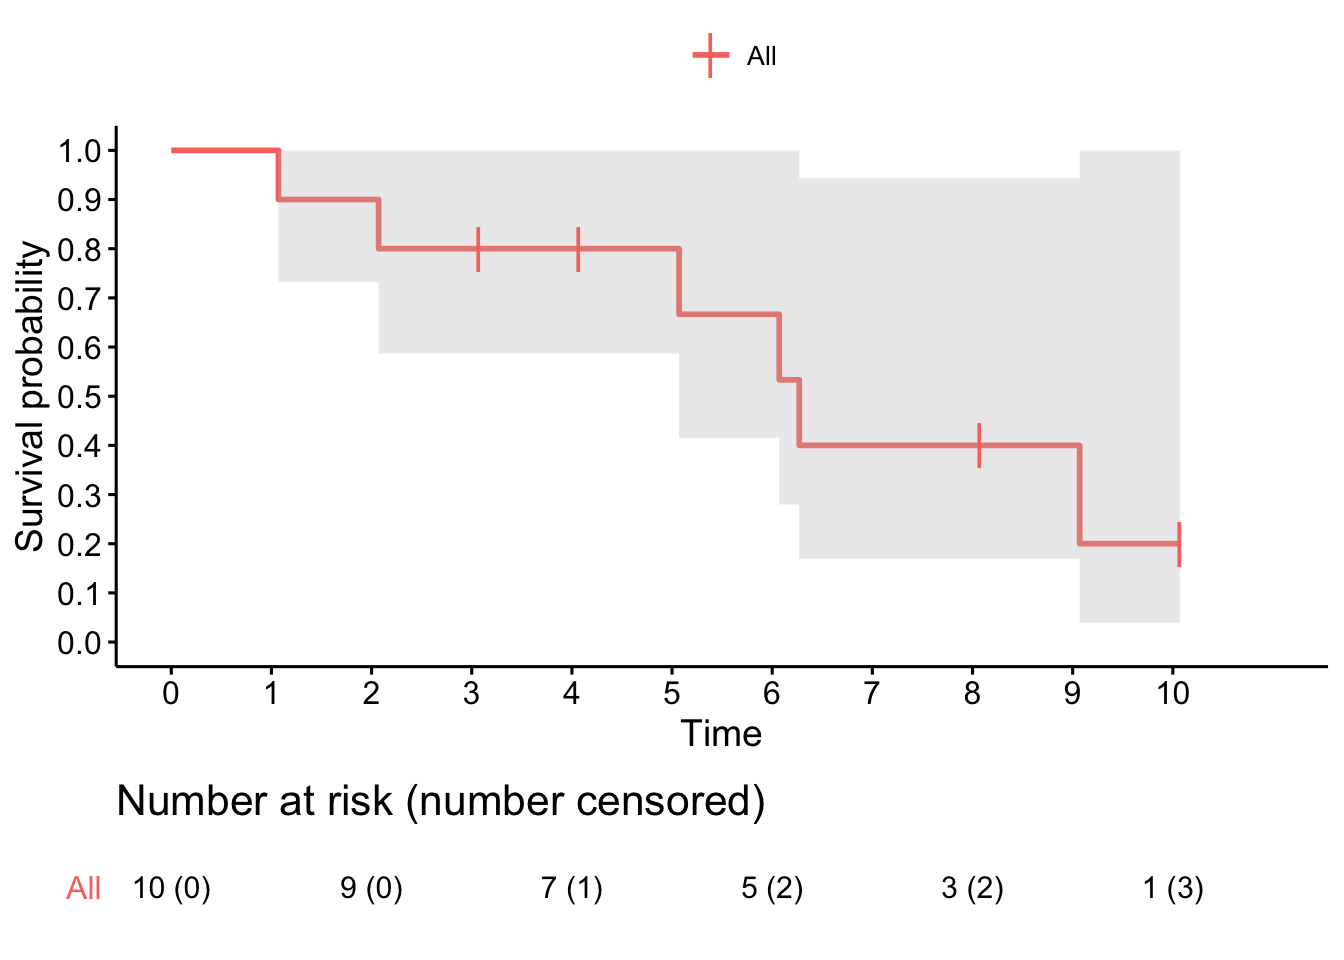 All
Survival probability
1.0
0.9
0.8
0.7
0.6
0.5
0.4
0.3
0.2
0.1
0.0
0 1 2 3 4 5 6 7 8 9 10
Time
Number at risk (number censored)
All 10 (0) 9 (0) 7 (1) 5 (2) 3 (2) 1 (3)